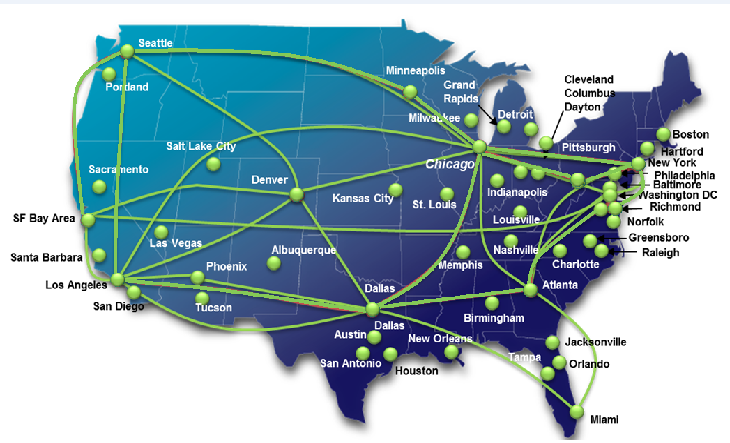 Seattle
Portland
Minneapolis
Grand
Rapids
Cleveland
Columbus
Dayton
Milwaukee
Detroit
Boston
Salt Lake City
Chicago
Pittsburgh
Hartford
New York
Sacramento
Denver
Philadelphia
Baltimore
Kansas City
St. Louis
Indianapolis
Washington DC
Richmond
SF Bay Area
Louisville
Norfolk
Las Vegas
Albuquerque
Nashville
Greensboro
Santa Barbara
Phoenix
Memphis
Charlotte
Raleigh
Los Angeles
Dallas
Atlanta
San Diego
Tucson
Dallas
Birmingham
Austin
New Orleans
Jacksonville
San Antonio
Houston
Tampa
Orlando
Miami